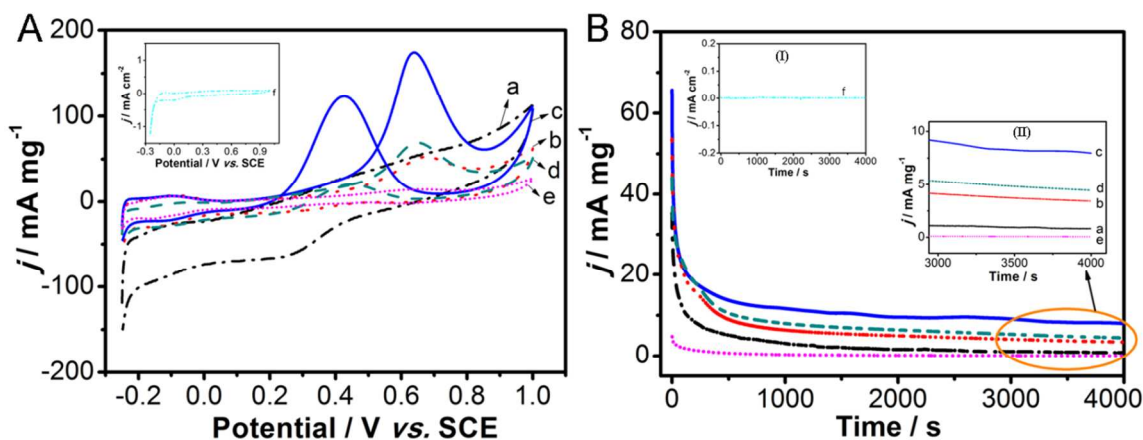 A
200
100
0
-100
-200
j / mA mg⁻¹
-0.2 0.0 0.2 0.4 0.6 0.8 1.0
Potential / V vs. SCE
a
c
b
d
e
1
0
-1
j / mA cm⁻²
-0.3 0.0 0.3 0.6 0.9
Potential / V vs. SCE
f
B
80
60
40
20
0
j / mA mg⁻¹
0 1000 2000 3000 4000
Time / s
(I)
0.2
0.1
0.0
-0.1
-0.2
j / mA cm⁻²
f
0 1000 2000 3000 4000
Time / s
(II)
10
5
0
j / mA mg⁻¹
c
d
b
a
e
3000 3500 4000
Time / s